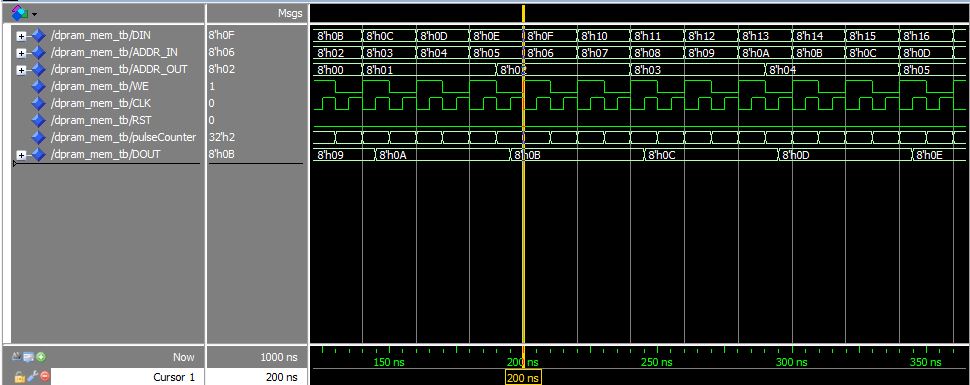 Msgs
/dpram_mem_tb/DIN 8'h0F 8'h0B 8'h0C 8'h0D 8'h0E 8'h0F 8'h10 8'h11 8'h12 8'h13 8'h14 8'h15 8'h16
/dpram_mem_tb/ADDR_IN 8'h06 8'h02 8'h03 8'h04 8'h05 8'h06 8'h07 8'h08 8'h09 8'h0A 8'h0B 8'h0C 8'h0D
/dpram_mem_tb/ADDR_OUT 8'h02 8'h00 8'h01 8'h02 8'h03 8'h04 8'h05
/dpram_mem_tb/WE 1
/dpram_mem_tb/CLK 0
/dpram_mem_tb/RST 0
/dpram_mem_tb/pulseCounter 32'h2
/dpram_mem_tb/DOUT 8'h0B 8'h09 8'h0A 8'h0B 8'h0C 8'h0D 8'h0E
Now 1000 ns 150 ns 200 ns 250 ns 300 ns 350 ns
Cursor 1 200 ns 200 ns